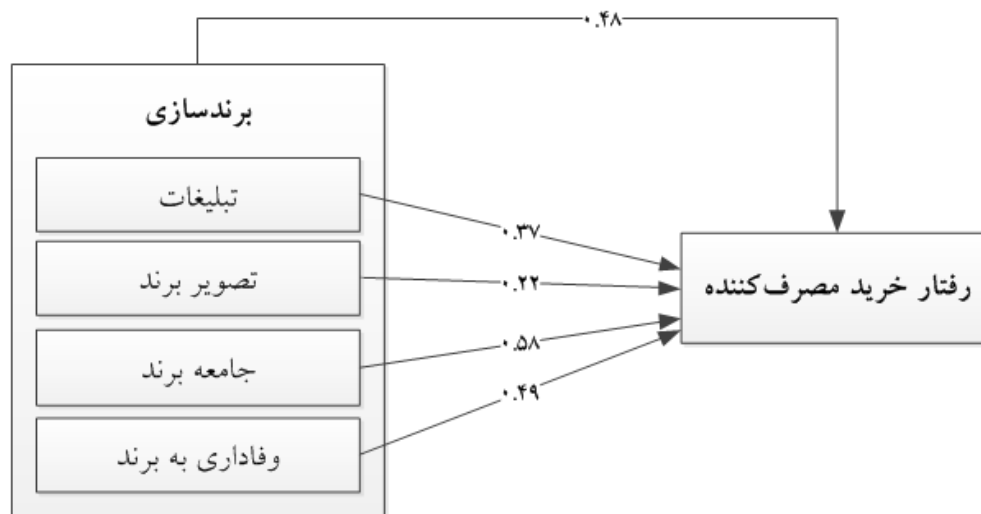 ۰.۴۸
برندسازی
تبلیغات
۰.۳۷
تصویر برند
۰.۲۲
رفتار خرید مصرف‌کننده
جامعه برند
۰.۵۸
وفاداری به برند
۰.۴۹